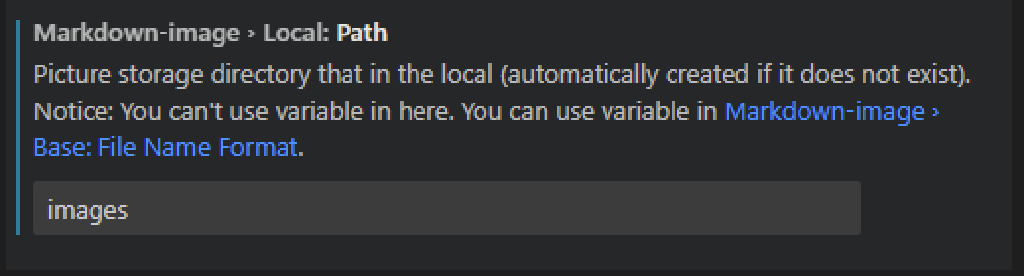 Markdown-image › Local: Path
Picture storage directory that in the local (automatically created if it does not exist).
Notice: You can't use variable in here. You can use variable in Markdown-image ›
Base: File Name Format.
images